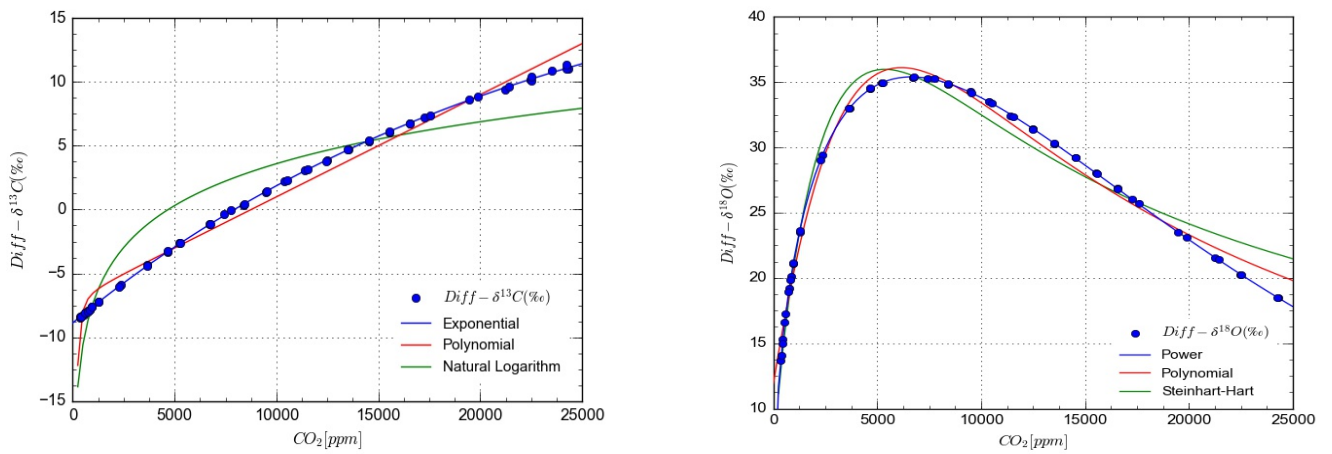 15
10
5
0
−5
−10
−15
Diff − δ¹³C(‰)
0 5000 10000 15000 20000 25000
CO₂[ppm]
Diff − δ¹³C(‰)
Exponential
Polynomial
Natural Logarithm
40
35
30
25
20
15
10
Diff − δ¹⁸O(‰)
0 5000 10000 15000 20000 25000
CO₂[ppm]
Diff − δ¹⁸O(‰)
Power
Polynomial
Steinhart-Hart